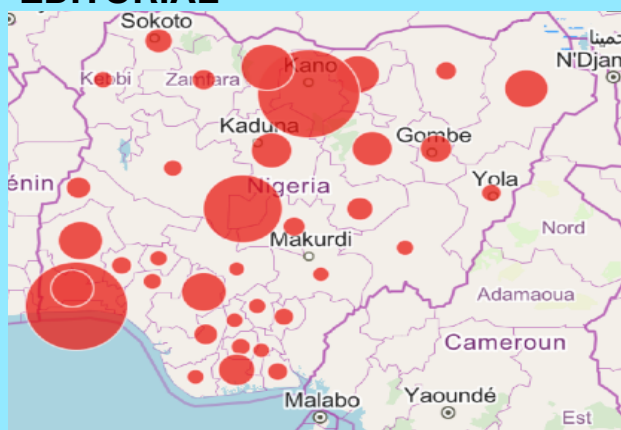 EDITORIAL
Sokoto
Kebbi
Zamfara
Kano
N'Djam
Kaduna
Gombe
énin
Nigeria
Yola
Makurdi
Nord
Adamaoua
Cameroun
Malabo
Yaoundé
Est